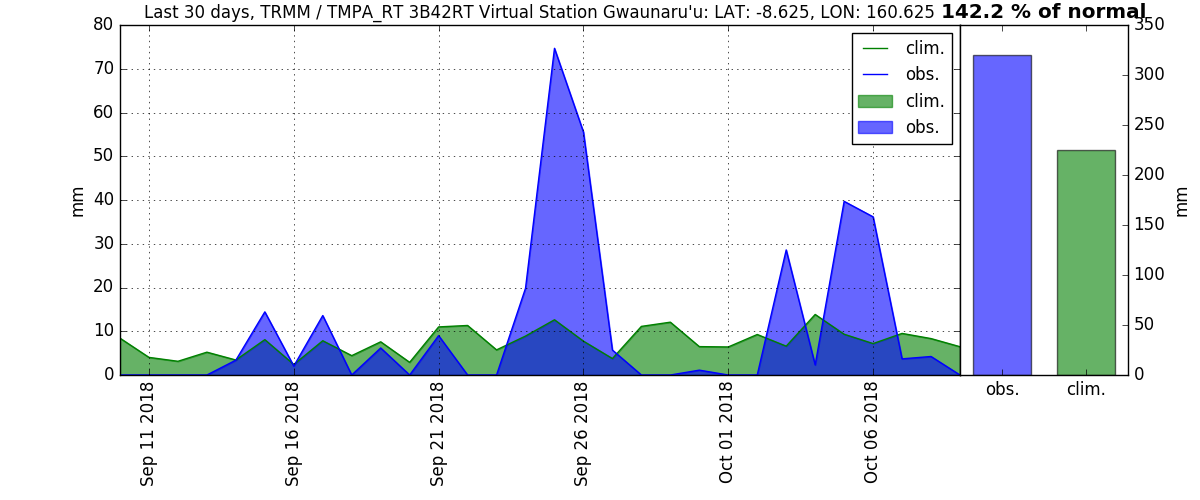 Last 30 days, TRMM / TMPA_RT 3B42RT Virtual Station Gwaunaru'u: LAT: -8.625, LON: 160.625 142.2 % of normal
80
70
60
50
40
30
20
10
0
mm
clim.
obs.
clim.
obs.
350
300
250
200
150
100
50
0
mm
Sep 11 2018
Sep 16 2018
Sep 21 2018
Sep 26 2018
Oct 01 2018
Oct 06 2018
obs.
clim.